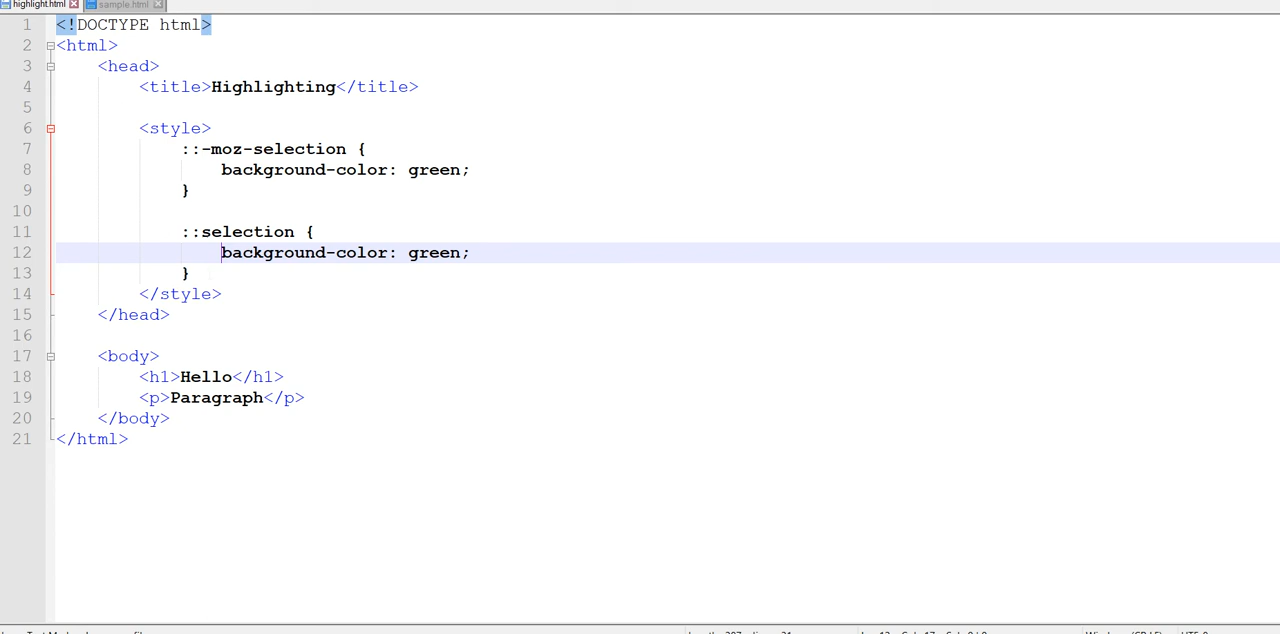 highlight.html sample.html
1 <!DOCTYPE html>
2 <html>
3 <head>
4 <title>Highlighting</title>
5
6 <style>
7 ::-moz-selection {
8 background-color: green;
9 }
10
11 ::selection {
12 background-color: green;
13 }
14 </style>
15 </head>
16
17 <body>
18 <h1>Hello</h1>
19 <p>Paragraph</p>
20 </body>
21 </html>